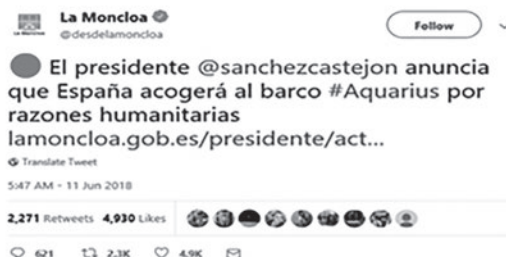 La Moncloa
@desdelamoncloa
Follow
El presidente @sanchezcastejon anuncia
que España acogerá al barco #Aquarius por
razones humanitarias
lamoncloa.gob.es/presidente/act...
Translate Tweet
5:47 AM - 11 Jun 2018
2,271 Retweets 4,930 Likes
621 2.3K 4.9K